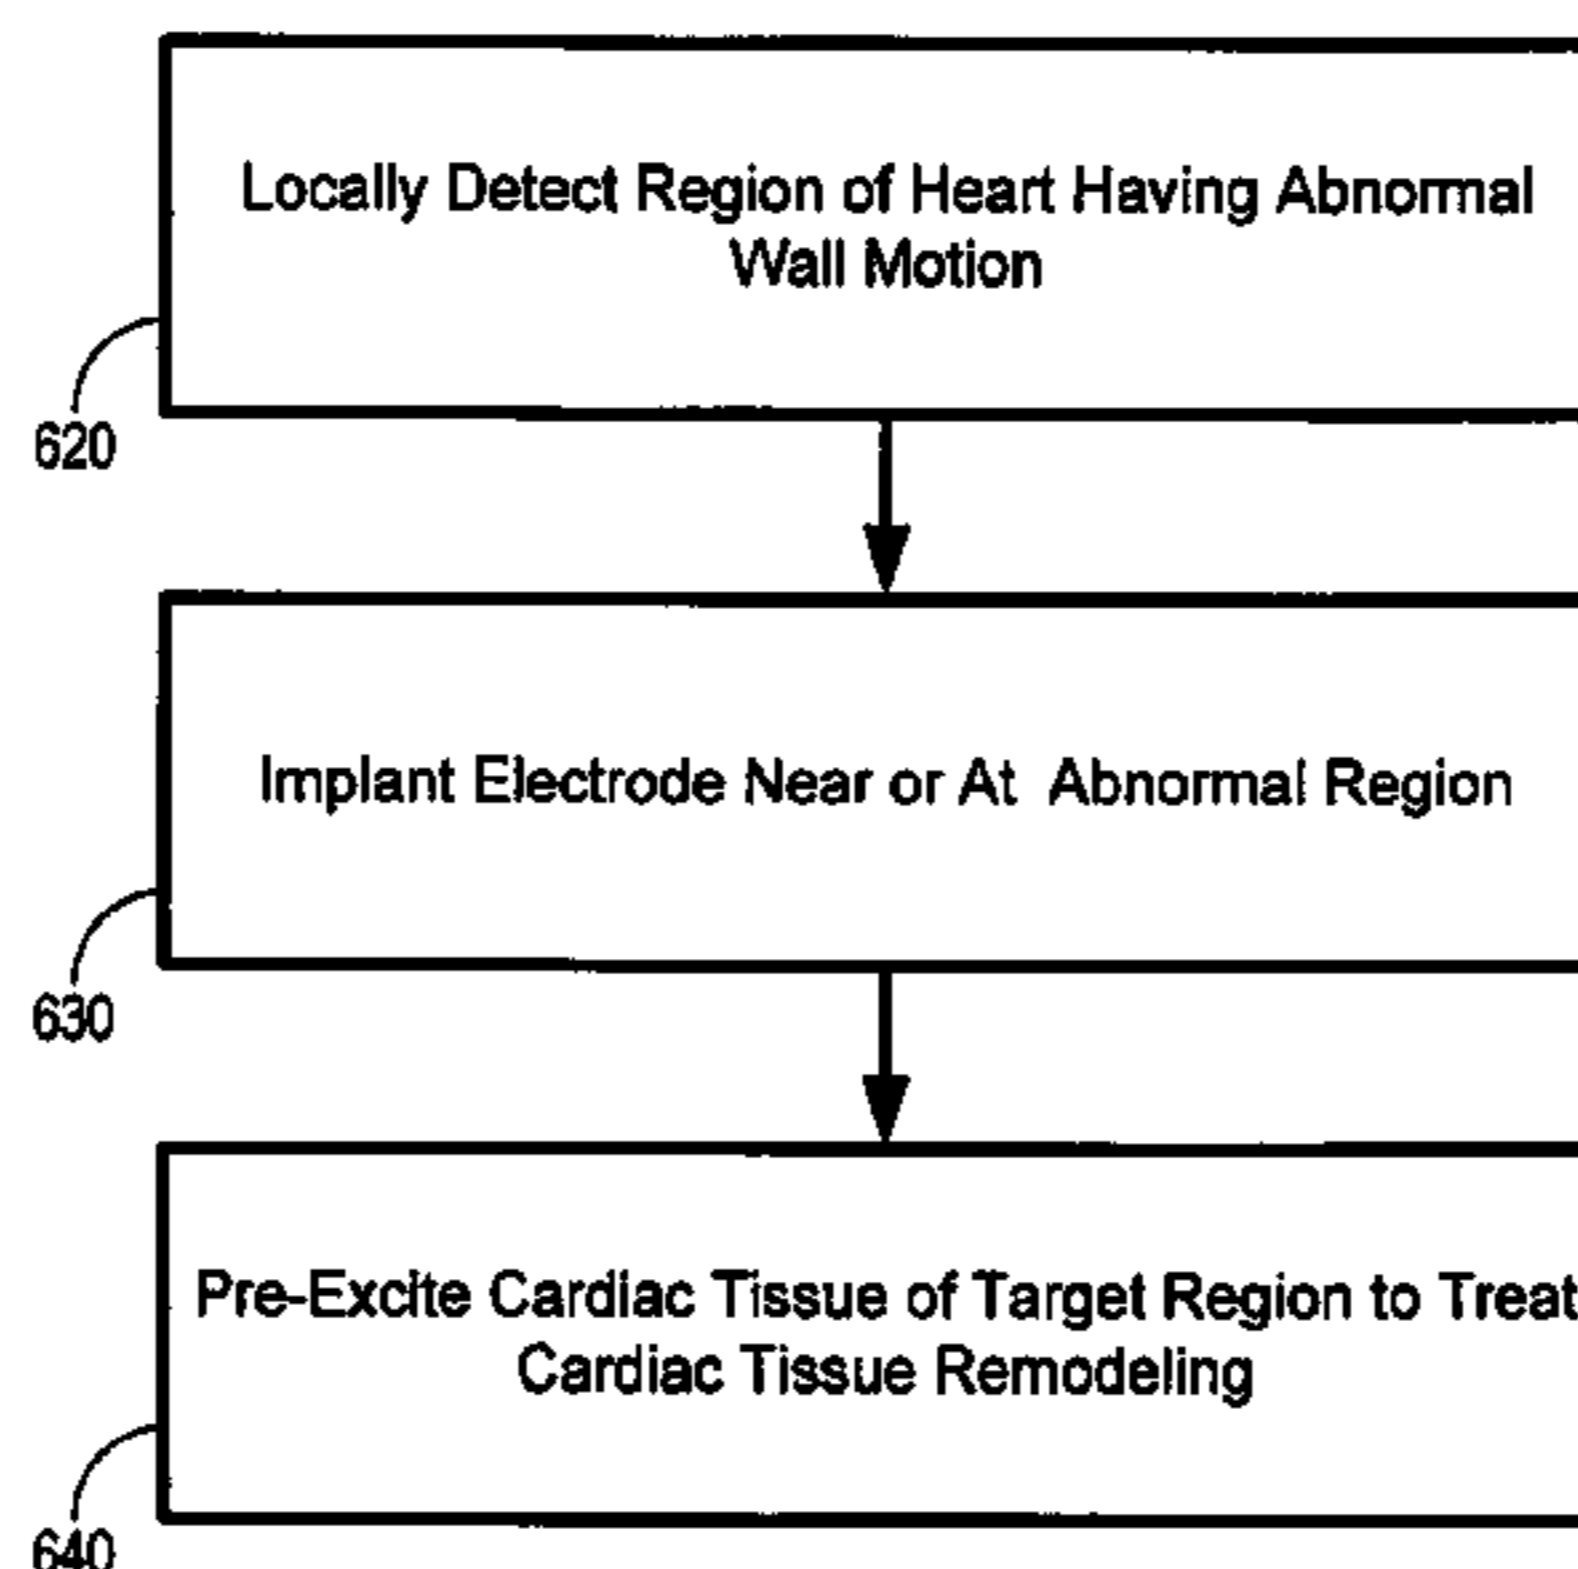 Locally Detect Region of Heart Having Abnormal
Wall Motion
620
Implant Electrode Near or At Abnormal Region
630
Pre-Excite Cardiac Tissue of Target Region to Treat
Cardiac Tissue Remodeling
640